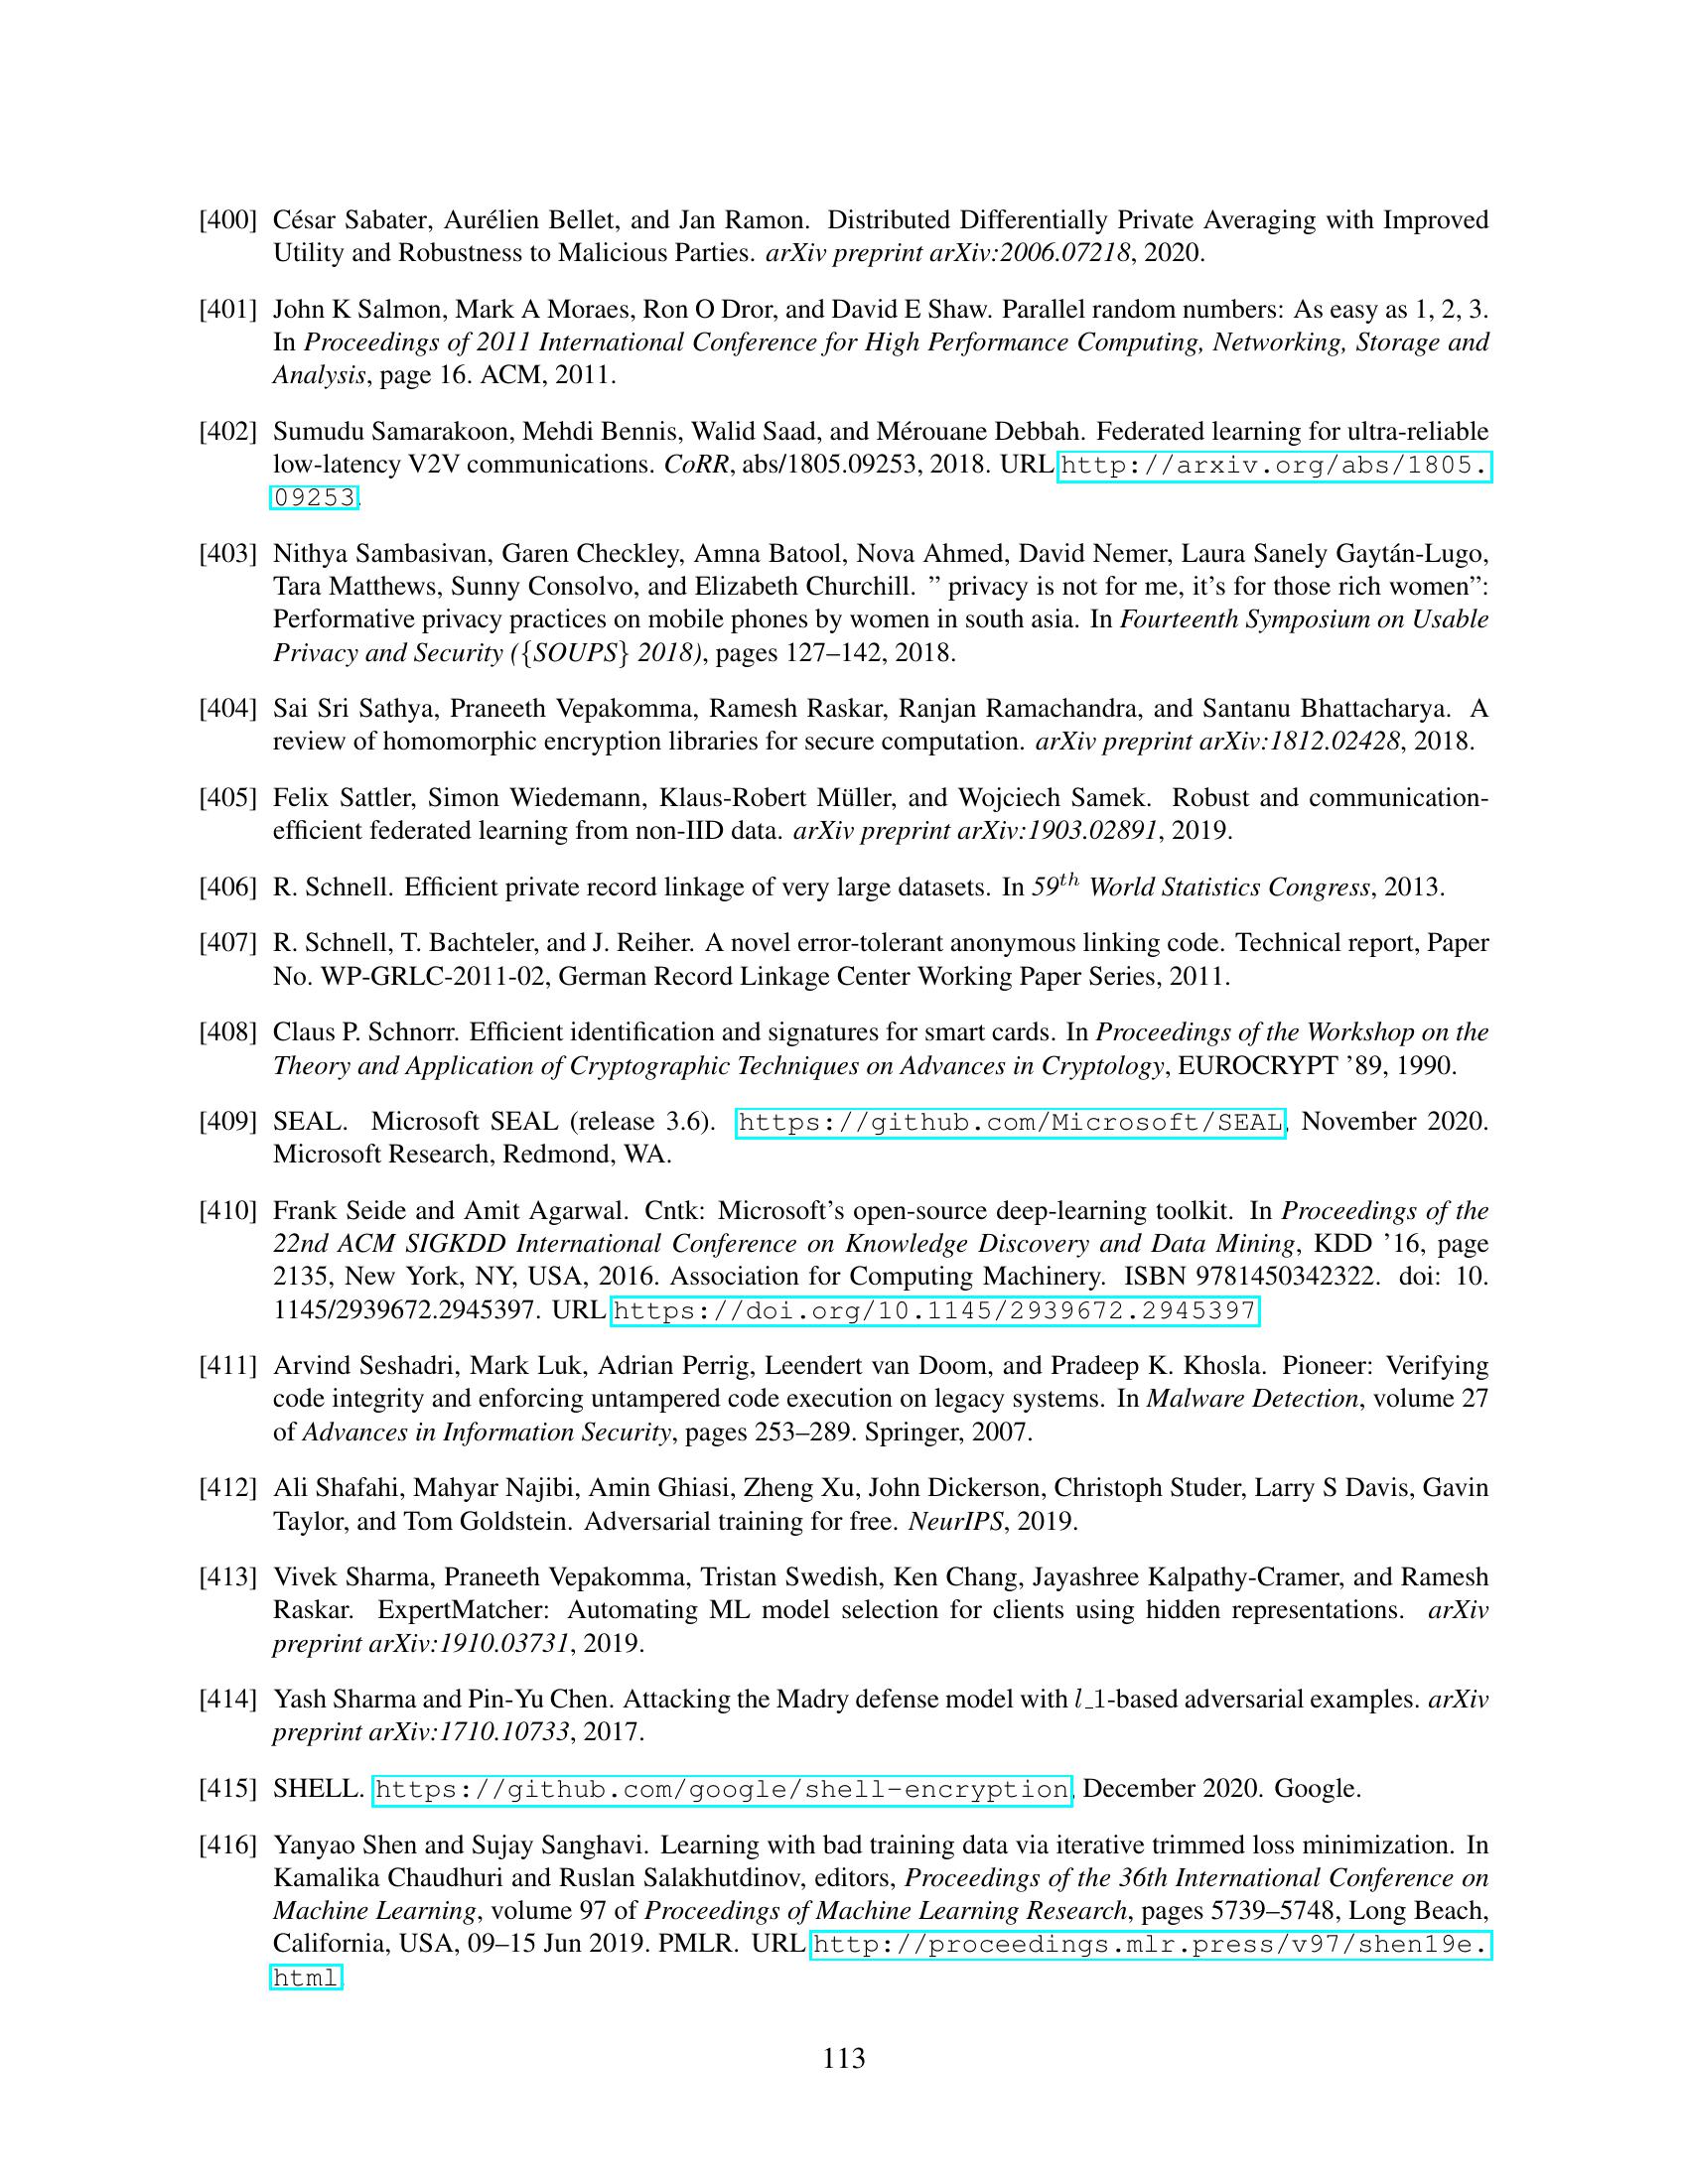 [400] César Sabater, Aurélien Bellet, and Jan Ramon. Distributed Differentially Private Averaging with Improved
Utility and Robustness to Malicious Parties. arXiv preprint arXiv:2006.07218, 2020.
[401] John K Salmon, Mark A Moraes, Ron O Dror, and David E Shaw. Parallel random numbers: As easy as 1, 2, 3.
In Proceedings of 2011 International Conference for High Performance Computing, Networking, Storage and
Analysis, page 16. ACM, 2011.
[402] Sumudu Samarakoon, Mehdi Bennis, Walid Saad, and Mérouane Debbah. Federated learning for ultra-reliable
low-latency V2V communications. CoRR, abs/1805.09253, 2018. URL http://arxiv.org/abs/1805.
09253.
[403] Nithya Sambasivan, Garen Checkley, Amna Batool, Nova Ahmed, David Nemer, Laura Sanely Gaytán-Lugo,
Tara Matthews, Sunny Consolvo, and Elizabeth Churchill. ” privacy is not for me, it’s for those rich women”:
Performative privacy practices on mobile phones by women in south asia. In Fourteenth Symposium on Usable
Privacy and Security ({SOUPS} 2018), pages 127–142, 2018.
[404] Sai Sri Sathya, Praneeth Vepakomma, Ramesh Raskar, Ranjan Ramachandra, and Santanu Bhattacharya. A
review of homomorphic encryption libraries for secure computation. arXiv preprint arXiv:1812.02428, 2018.
[405] Felix Sattler, Simon Wiedemann, Klaus-Robert Müller, and Wojciech Samek. Robust and communication-
efficient federated learning from non-IID data. arXiv preprint arXiv:1903.02891, 2019.
[406] R. Schnell. Efficient private record linkage of very large datasets. In 59th World Statistics Congress, 2013.
[407] R. Schnell, T. Bachteler, and J. Reiher. A novel error-tolerant anonymous linking code. Technical report, Paper
No. WP-GRLC-2011-02, German Record Linkage Center Working Paper Series, 2011.
[408] Claus P. Schnorr. Efficient identification and signatures for smart cards. In Proceedings of the Workshop on the
Theory and Application of Cryptographic Techniques on Advances in Cryptology, EUROCRYPT ’89, 1990.
[409] SEAL. Microsoft SEAL (release 3.6). https://github.com/Microsoft/SEAL, November 2020.
Microsoft Research, Redmond, WA.
[410] Frank Seide and Amit Agarwal. Cntk: Microsoft’s open-source deep-learning toolkit. In Proceedings of the
22nd ACM SIGKDD International Conference on Knowledge Discovery and Data Mining, KDD ’16, page
2135, New York, NY, USA, 2016. Association for Computing Machinery. ISBN 9781450342322. doi: 10.
1145/2939672.2945397. URL https://doi.org/10.1145/2939672.2945397.
[411] Arvind Seshadri, Mark Luk, Adrian Perrig, Leendert van Doom, and Pradeep K. Khosla. Pioneer: Verifying
code integrity and enforcing untampered code execution on legacy systems. In Malware Detection, volume 27
of Advances in Information Security, pages 253–289. Springer, 2007.
[412] Ali Shafahi, Mahyar Najibi, Amin Ghiasi, Zheng Xu, John Dickerson, Christoph Studer, Larry S Davis, Gavin
Taylor, and Tom Goldstein. Adversarial training for free. NeurIPS, 2019.
[413] Vivek Sharma, Praneeth Vepakomma, Tristan Swedish, Ken Chang, Jayashree Kalpathy-Cramer, and Ramesh
Raskar. ExpertMatcher: Automating ML model selection for clients using hidden representations. arXiv
preprint arXiv:1910.03731, 2019.
[414] Yash Sharma and Pin-Yu Chen. Attacking the Madry defense model with l_1-based adversarial examples. arXiv
preprint arXiv:1710.10733, 2017.
[415] SHELL. https://github.com/google/shell-encryption, December 2020. Google.
[416] Yanyao Shen and Sujay Sanghavi. Learning with bad training data via iterative trimmed loss minimization. In
Kamalika Chaudhuri and Ruslan Salakhutdinov, editors, Proceedings of the 36th International Conference on
Machine Learning, volume 97 of Proceedings of Machine Learning Research, pages 5739–5748, Long Beach,
California, USA, 09–15 Jun 2019. PMLR. URL http://proceedings.mlr.press/v97/shen19e.
html.
113